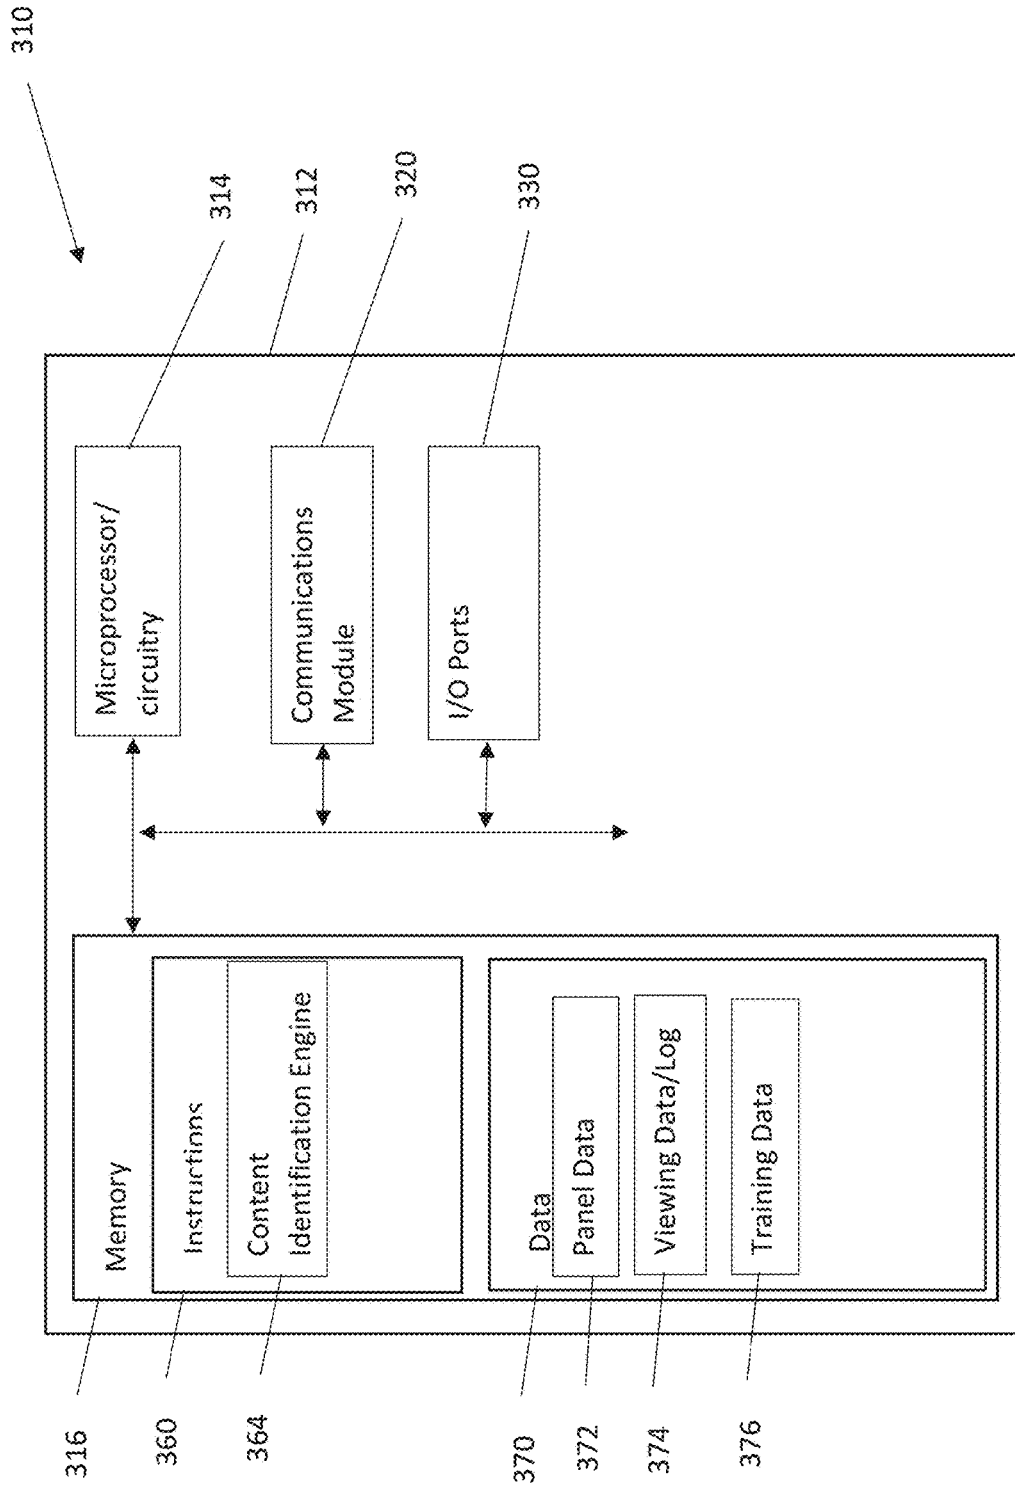 310
314
312
320
330
Microprocessor/
circuitry
Communications
Module
I/O Ports
Memory
Instructions
Content
Identification Engine
Data
Panel Data
Viewing Data/Log
Training Data
316
360
364
370
372
374
376